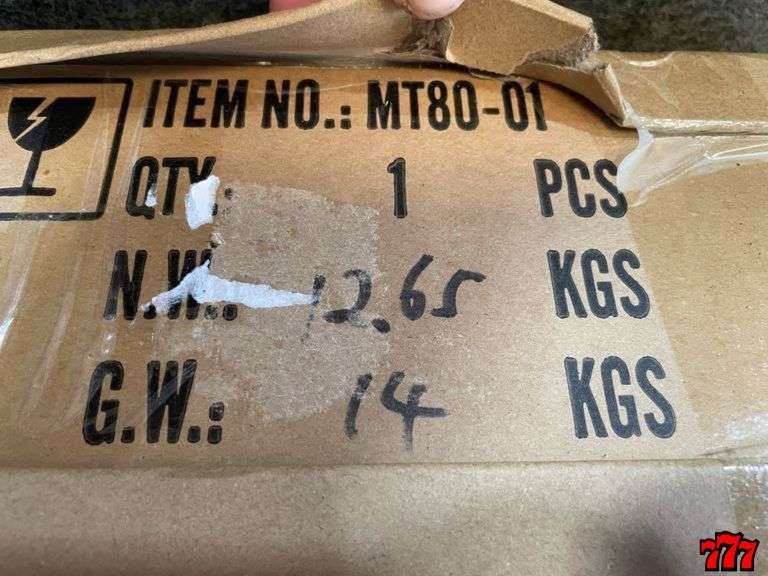 ITEM NO.: MT80-01
QTY.: 1 PCS
N.W.: 12.65 KGS
G.W.: 14 KGS
777